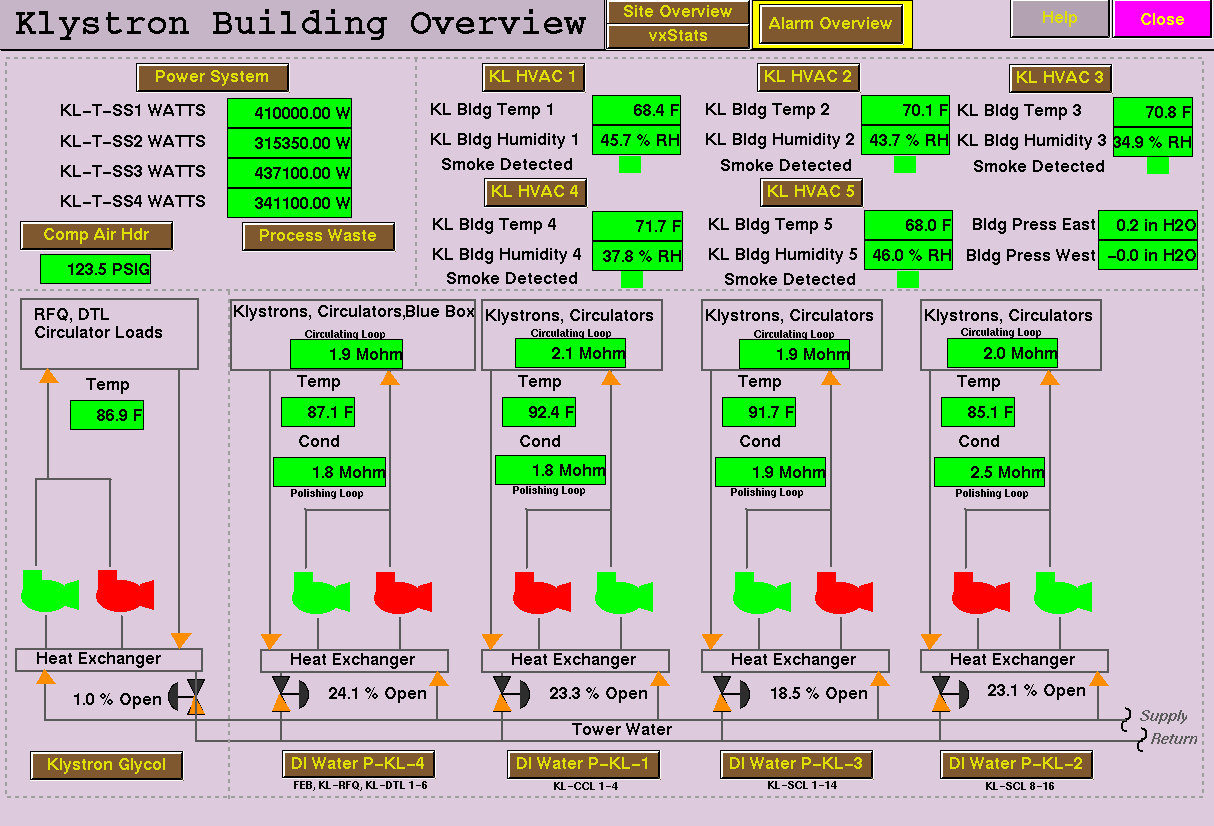 Klystron Building Overview
Site Overview
vxStats
Alarm Overview
Help
Close
Power System
KL-T-SS1 WATTS 410000.00 W
KL-T-SS2 WATTS 315350.00 W
KL-T-SS3 WATTS 437100.00 W
KL-T-SS4 WATTS 341100.00 W
Comp Air Hdr
123.5 PSIG
Process Waste
KL HVAC 1
KL Bldg Temp 1 68.4 F
KL Bldg Humidity 1 45.7 % RH
Smoke Detected
KL HVAC 2
KL Bldg Temp 2 70.1 F
KL Bldg Humidity 2 43.7 % RH
Smoke Detected
KL HVAC 3
KL Bldg Temp 3 70.8 F
KL Bldg Humidity 3 34.9 % RH
Smoke Detected
KL HVAC 4
KL Bldg Temp 4 71.7 F
KL Bldg Humidity 4 37.8 % RH
Smoke Detected
KL HVAC 5
KL Bldg Temp 5 68.0 F
KL Bldg Humidity 5 46.0 % RH
Smoke Detected
Bldg Press East 0.2 in H2O
Bldg Press West -0.0 in H2O
RFQ, DTL
Circulator Loads
Temp
86.9 F
Heat Exchanger
1.0 % Open
Klystron Glycol
Klystrons, Circulators,Blue Box
Circulating Loop
1.9 Mohm
Temp
87.1 F
Cond
1.8 Mohm
Polishing Loop
Heat Exchanger
24.1 % Open
DI Water P-KL-4
FEB, KL-RFQ, KL-DTL 1-6
Klystrons, Circulators
Circulating Loop
2.1 Mohm
Temp
92.4 F
Cond
1.8 Mohm
Polishing Loop
Heat Exchanger
23.3 % Open
DI Water P-KL-1
KL-CCL 1-4
Klystrons, Circulators
Circulating Loop
1.9 Mohm
Temp
91.7 F
Cond
1.9 Mohm
Polishing Loop
Heat Exchanger
18.5 % Open
DI Water P-KL-3
KL-SCL 1-14
Klystrons, Circulators
Circulating Loop
2.0 Mohm
Temp
85.1 F
Cond
2.5 Mohm
Polishing Loop
Heat Exchanger
23.1 % Open
DI Water P-KL-2
KL-SCL 8-16
Tower Water
Supply
Return